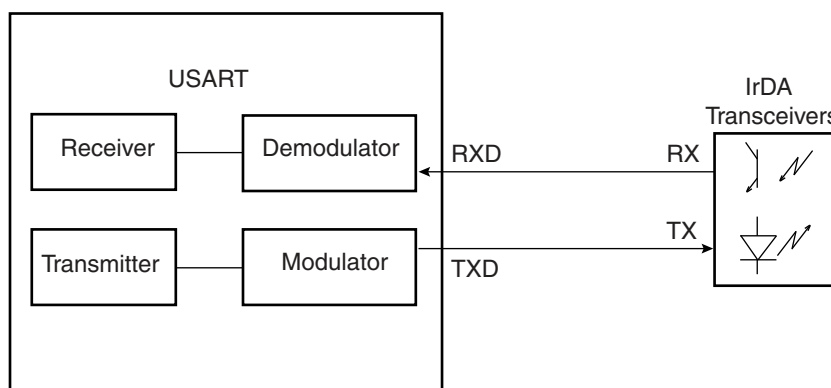 USART
IrDA
Transceivers
Receiver
Demodulator
RXD
RX
Transmitter
Modulator
TX
TXD